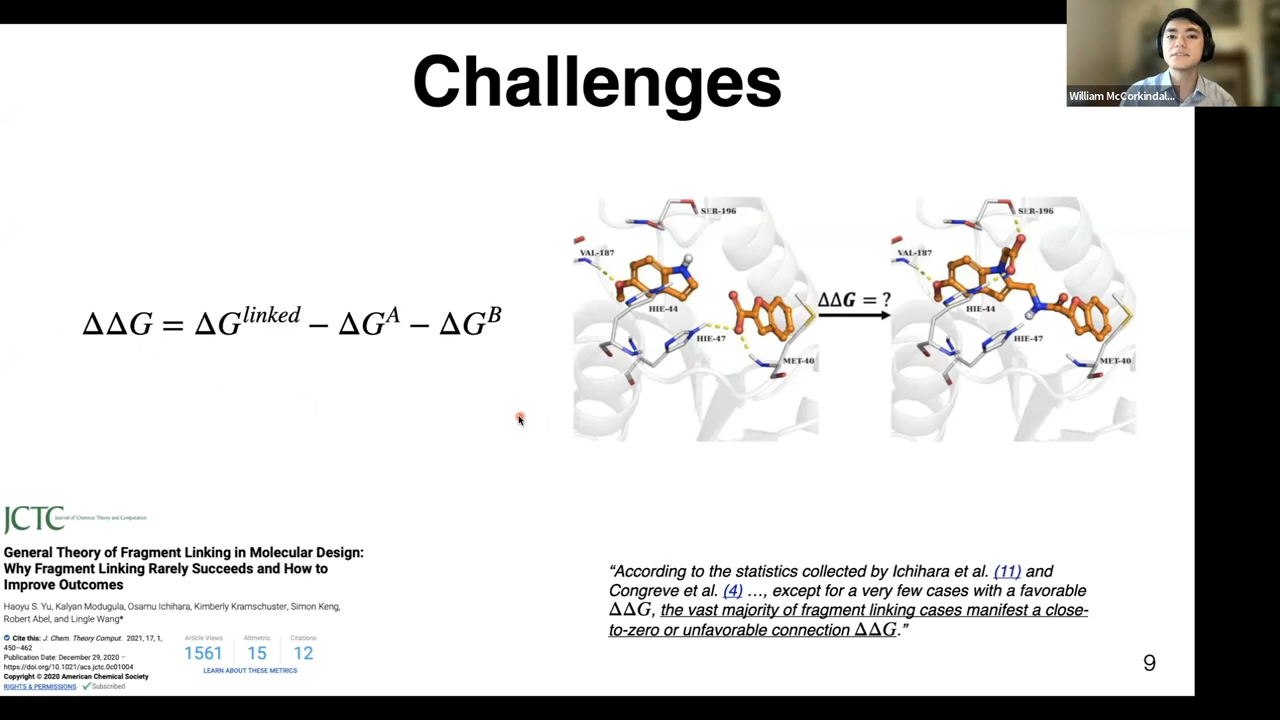 Challenges
William McCorkindal...
ΔΔG = ΔG^linked − ΔG^A − ΔG^B
SER-196
VAL-187
HIE-44
HIE-47
MET-40
ΔΔG = ?
SER-196
VAL-187
HIE-44
HIE-47
MET-40
JCTC Journal of Chemical Theory and Computation
General Theory of Fragment Linking in Molecular Design:
Why Fragment Linking Rarely Succeeds and How to
Improve Outcomes
Haoyu S. Yu, Kalyan Modugula, Osamu Ichihara, Kimberly Kramschuster, Simon Keng,
Robert Abel, and Lingle Wang*
Cite this: J. Chem. Theory Comput. 2021, 17, 1,
450–462
Publication Date: December 29, 2020
https://doi.org/10.1021/acs.jctc.0c01004
Copyright © 2020 American Chemical Society
RIGHTS & PERMISSIONS ✓ Subscribed
Article Views Altmetric Citations
1561 15 12
LEARN ABOUT THESE METRICS
“According to the statistics collected by Ichihara et al. (11) and
Congreve et al. (4) …, except for a very few cases with a favorable
ΔΔG, the vast majority of fragment linking cases manifest a close-
to-zero or unfavorable connection ΔΔG.”
9